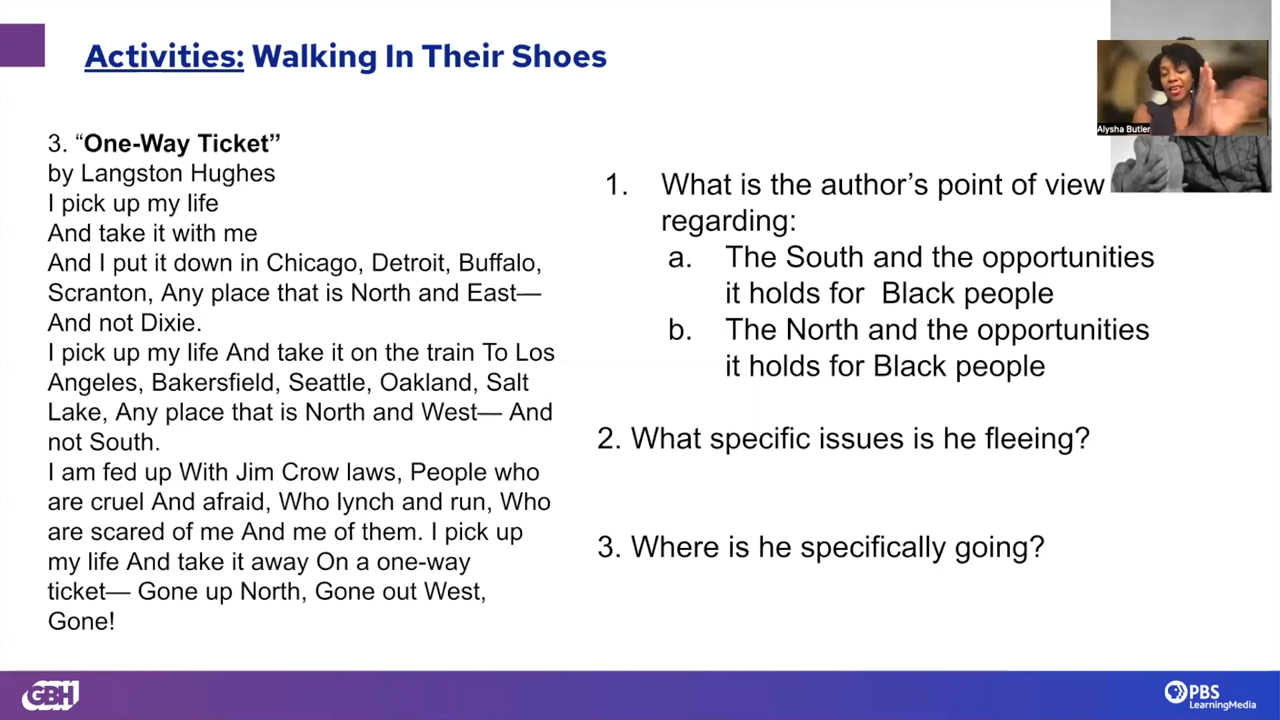 Activities: Walking In Their Shoes
Alysha Butler
3. “One-Way Ticket”
by Langston Hughes
I pick up my life
And take it with me
And I put it down in Chicago, Detroit, Buffalo,
Scranton, Any place that is North and East—
And not Dixie.
I pick up my life And take it on the train To Los
Angeles, Bakersfield, Seattle, Oakland, Salt
Lake, Any place that is North and West— And
not South.
I am fed up With Jim Crow laws, People who
are cruel And afraid, Who lynch and run, Who
are scared of me And me of them. I pick up
my life And take it away On a one-way
ticket— Gone up North, Gone out West,
Gone!
1. What is the author’s point of view
regarding:
a. The South and the opportunities
it holds for Black people
b. The North and the opportunities
it holds for Black people
2. What specific issues is he fleeing?
3. Where is he specifically going?
GBH
PBS
LearningMedia